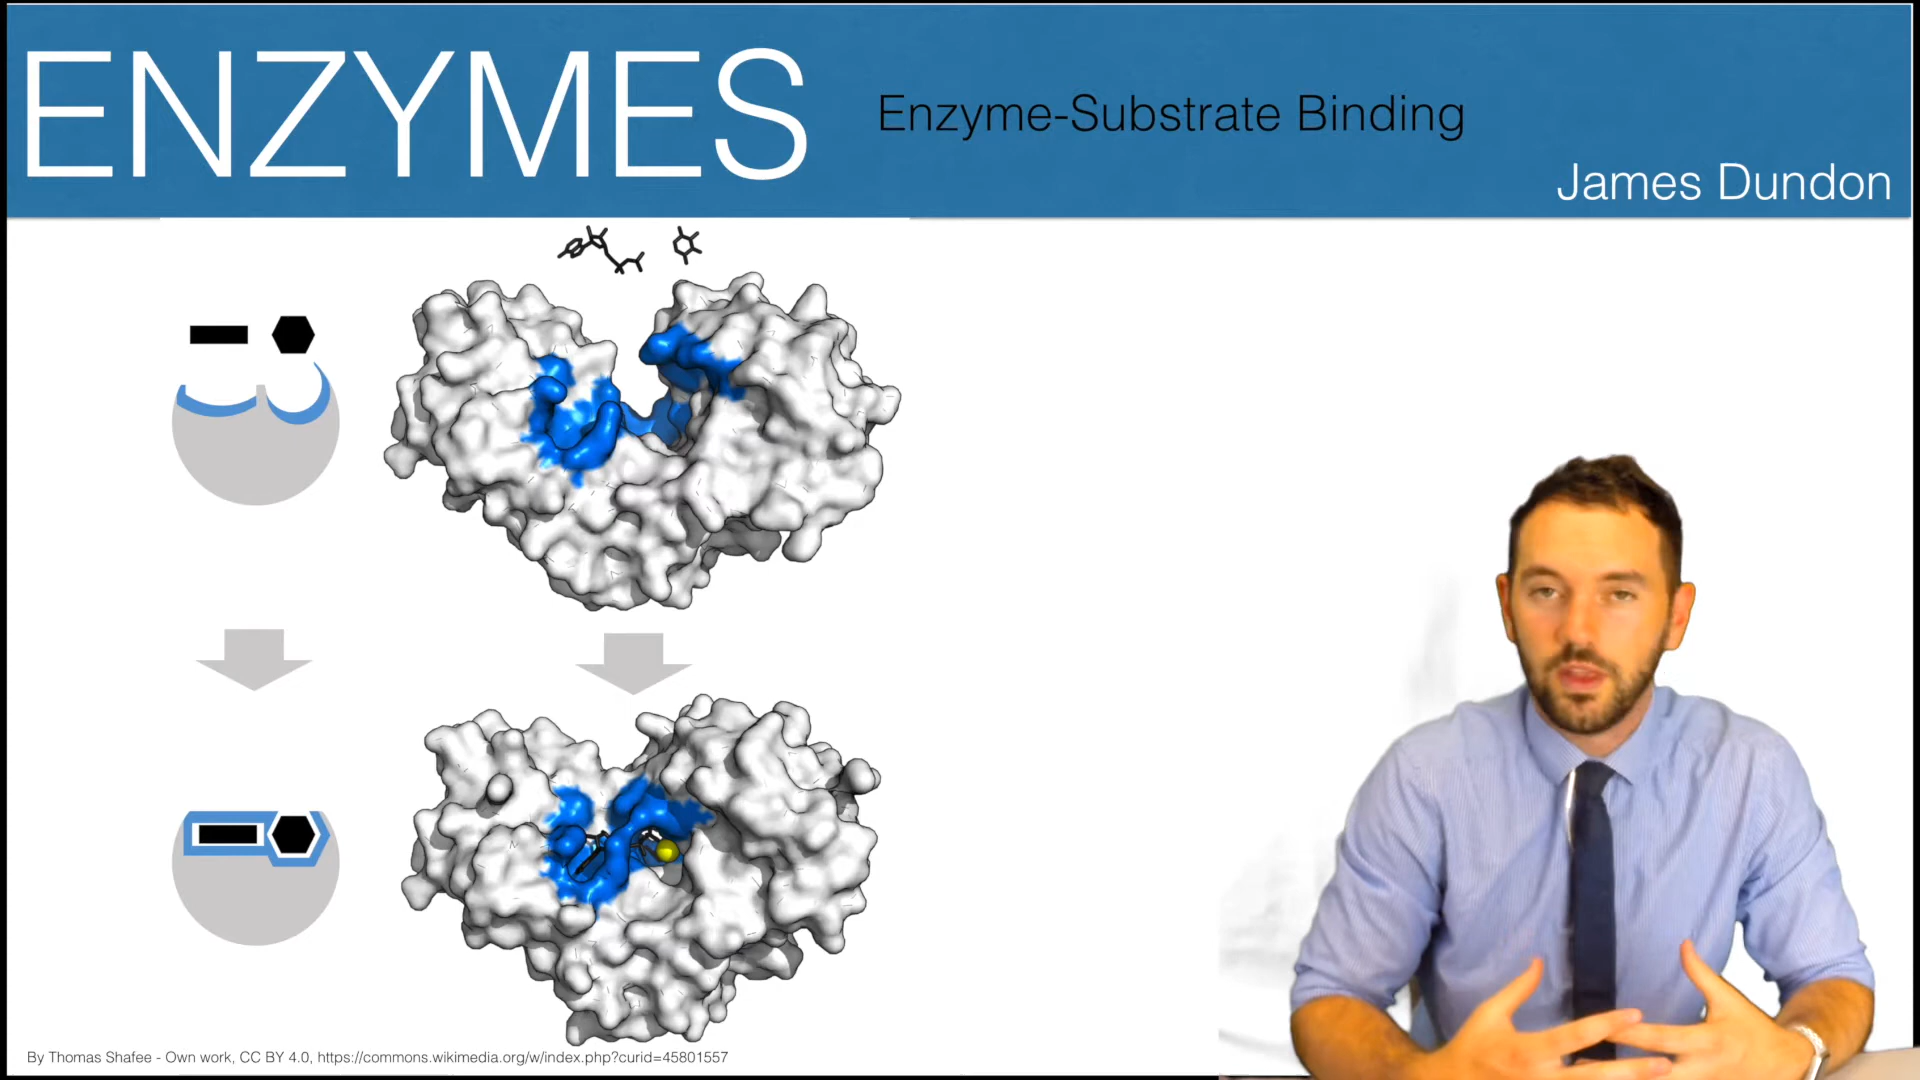 ENZYMES
Enzyme-Substrate Binding
James Dundon
By Thomas Shafee - Own work, CC BY 4.0, https://commons.wikimedia.org/w/index.php?curid=45801557